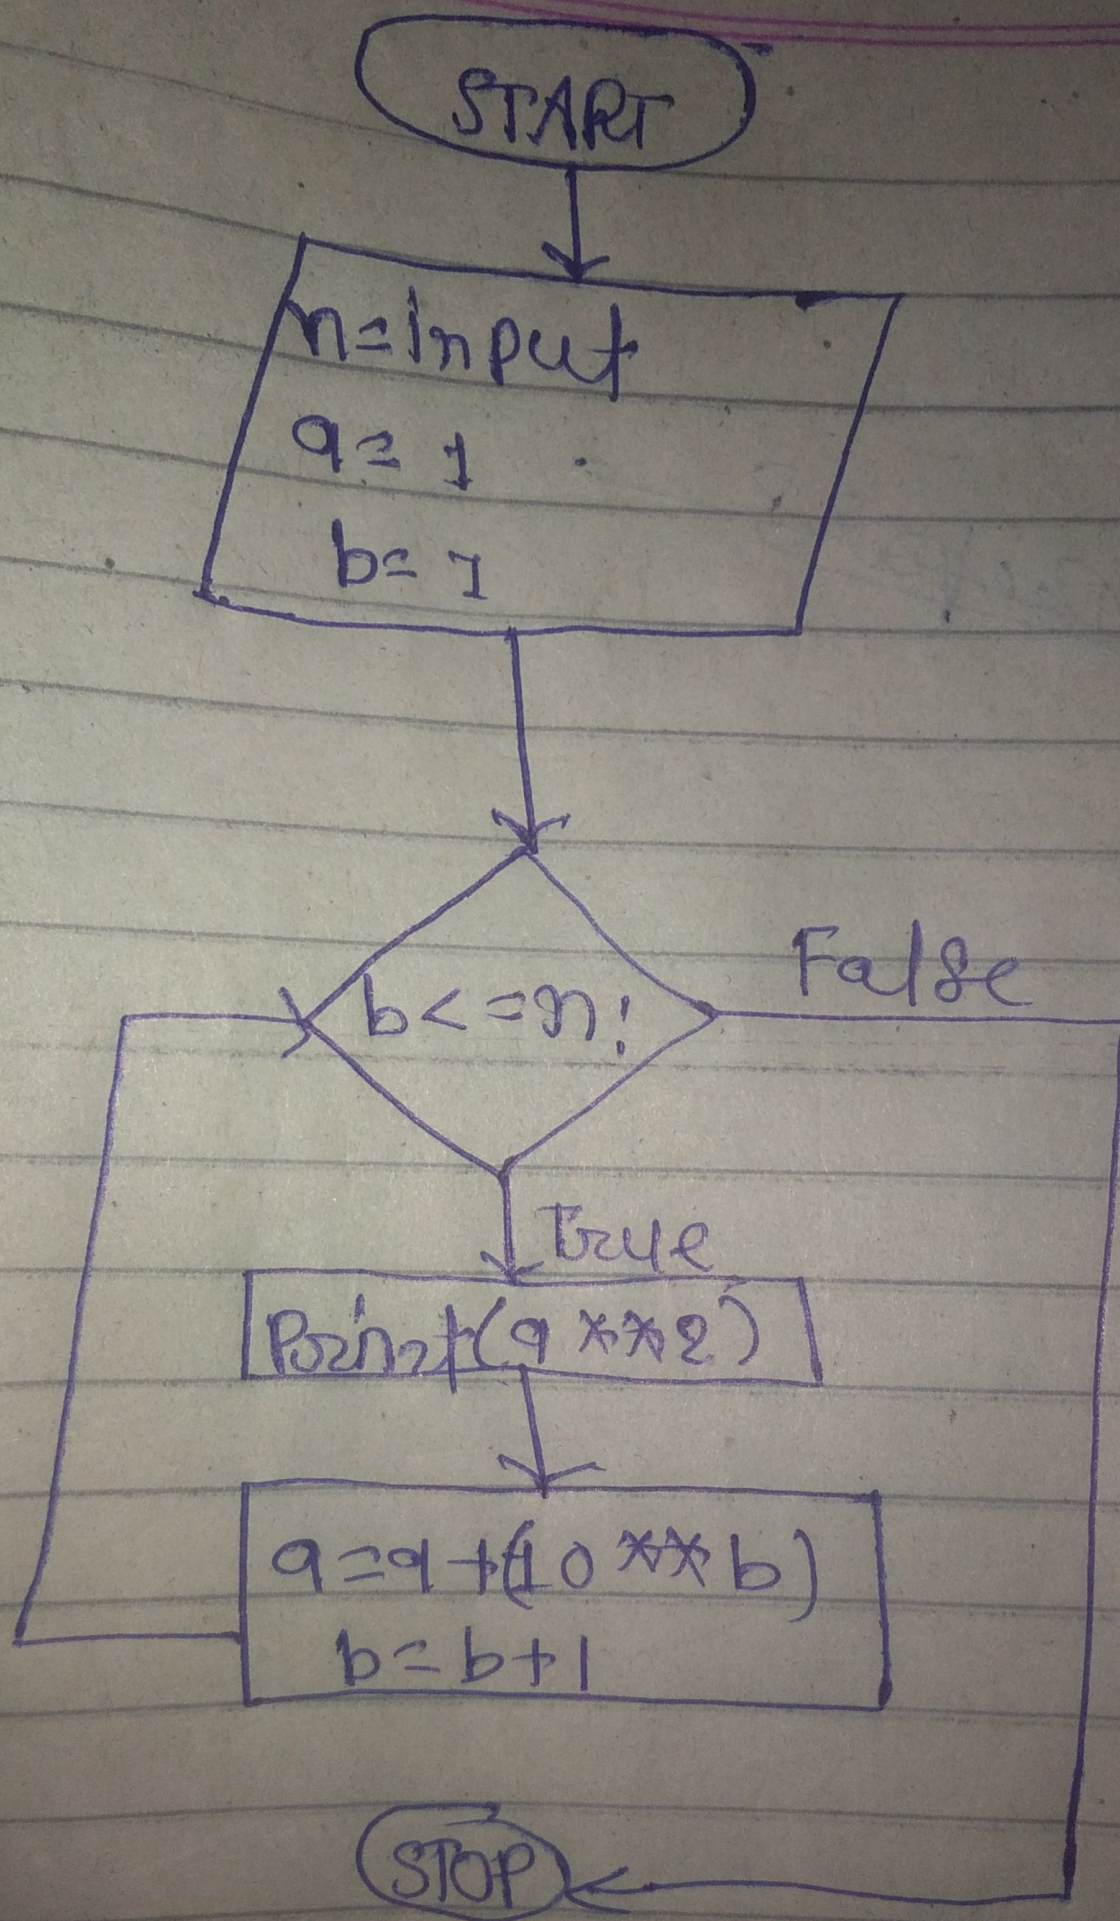 START
n=input
a= 1
b= 1
b<=n!
False
True
Print(a**2)
a=a+(10**b)
b=b+1
STOP